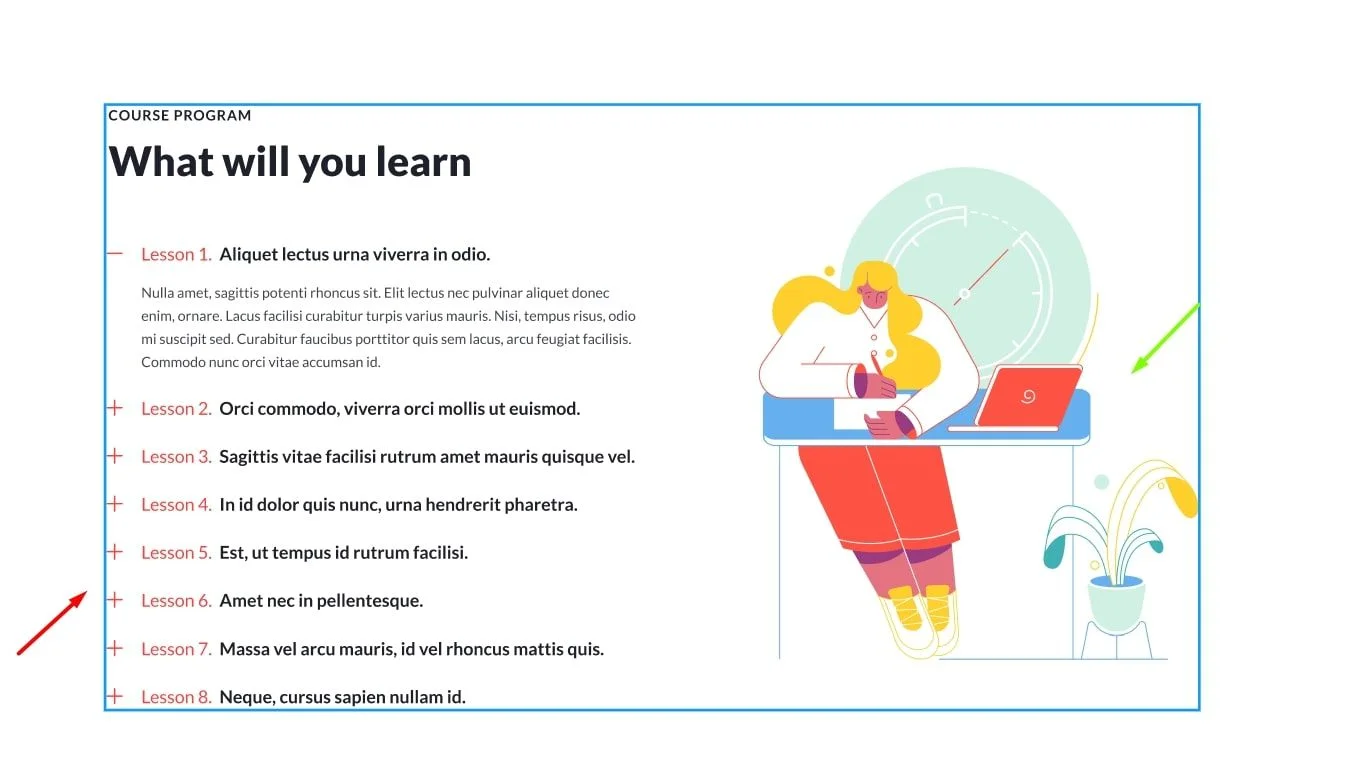 COURSE PROGRAM
What will you learn
Lesson 1. Aliquet lectus urna viverra in odio.
Nulla amet, sagittis potenti rhoncus sit. Elit lectus nec pulvinar aliquet donec
enim, ornare. Lacus facilisi curabitur turpis varius mauris. Nisi, tempus risus, odio
mi suscipit sed. Curabitur faucibus porttitor quis sem lacus, arcu feugiat facilisis.
Commodo nunc orci vitae accumsan id.
Lesson 2. Orci commodo, viverra orci mollis ut euismod.
Lesson 3. Sagittis vitae facilisi rutrum amet mauris quisque vel.
Lesson 4. In id dolor quis nunc, urna hendrerit pharetra.
Lesson 5. Est, ut tempus id rutrum facilisi.
Lesson 6. Amet nec in pellentesque.
Lesson 7. Massa vel arcu mauris, id vel rhoncus mattis quis.
Lesson 8. Neque, cursus sapien nullam id.